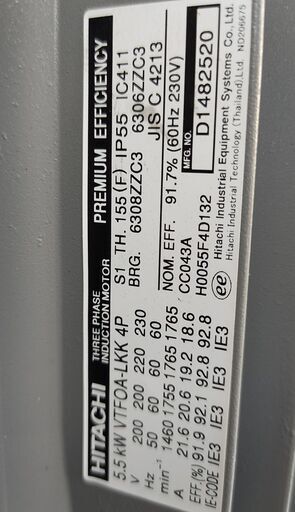 HITACHI THREE PHASE INDUCTION MOTOR PREMIUM EFFICIENCY
5.5 kW VTFOA-LKK 4P S1 TH. 155 (F) IP55 IC411
V 200 200 220 230 BRG. 6308ZZC3 6306ZZC3
Hz 50 60 60 60 JIS C 4213
min⁻¹ 1460 1755 1765 1765 NOM. EFF. 91.7% (60Hz 230V)
A 21.6 20.6 19.2 18.6 CC043A
EFF.(%) 91.9 92.1 92.8 92.8 H0055F4D132 MFG. NO. D1482520
IE-CODE IE3 IE3 IE3 IE3
ee Hitachi Industrial Equipment Systems Co.,Ltd.
Hitachi Industrial Technology (Thailand),Ltd. ND206675